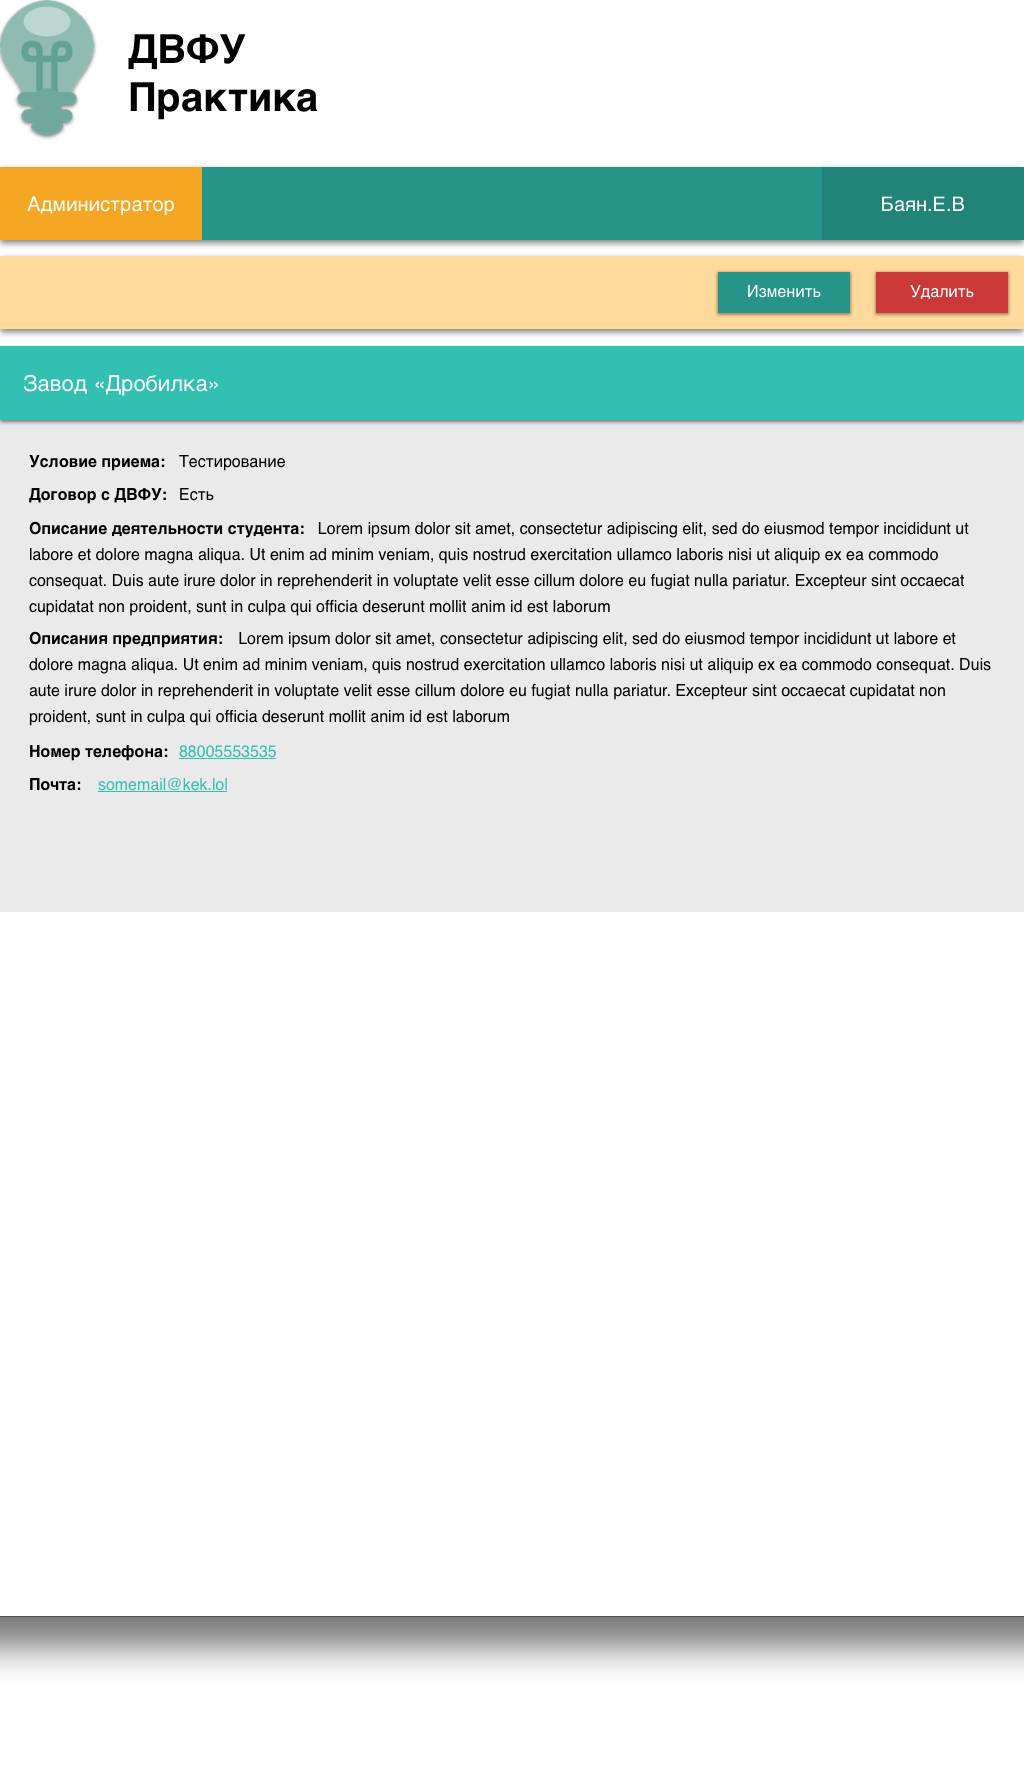 ДВФУ
Практика
Администратор
Баян.Е.В
Изменить
Удалить
Завод «Дробилка»
Условие приема: Тестирование
Договор с ДВФУ: Есть
Описание деятельности студента: Lorem ipsum dolor sit amet, consectetur adipiscing elit, sed do eiusmod tempor incididunt ut
labore et dolore magna aliqua. Ut enim ad minim veniam, quis nostrud exercitation ullamco laboris nisi ut aliquip ex ea commodo
consequat. Duis aute irure dolor in reprehenderit in voluptate velit esse cillum dolore eu fugiat nulla pariatur. Excepteur sint occaecat
cupidatat non proident, sunt in culpa qui officia deserunt mollit anim id est laborum
Описания предприятия: Lorem ipsum dolor sit amet, consectetur adipiscing elit, sed do eiusmod tempor incididunt ut labore et
dolore magna aliqua. Ut enim ad minim veniam, quis nostrud exercitation ullamco laboris nisi ut aliquip ex ea commodo consequat. Duis
aute irure dolor in reprehenderit in voluptate velit esse cillum dolore eu fugiat nulla pariatur. Excepteur sint occaecat cupidatat non
proident, sunt in culpa qui officia deserunt mollit anim id est laborum
Номер телефона: 88005553535
Почта: somemail@kek.lol